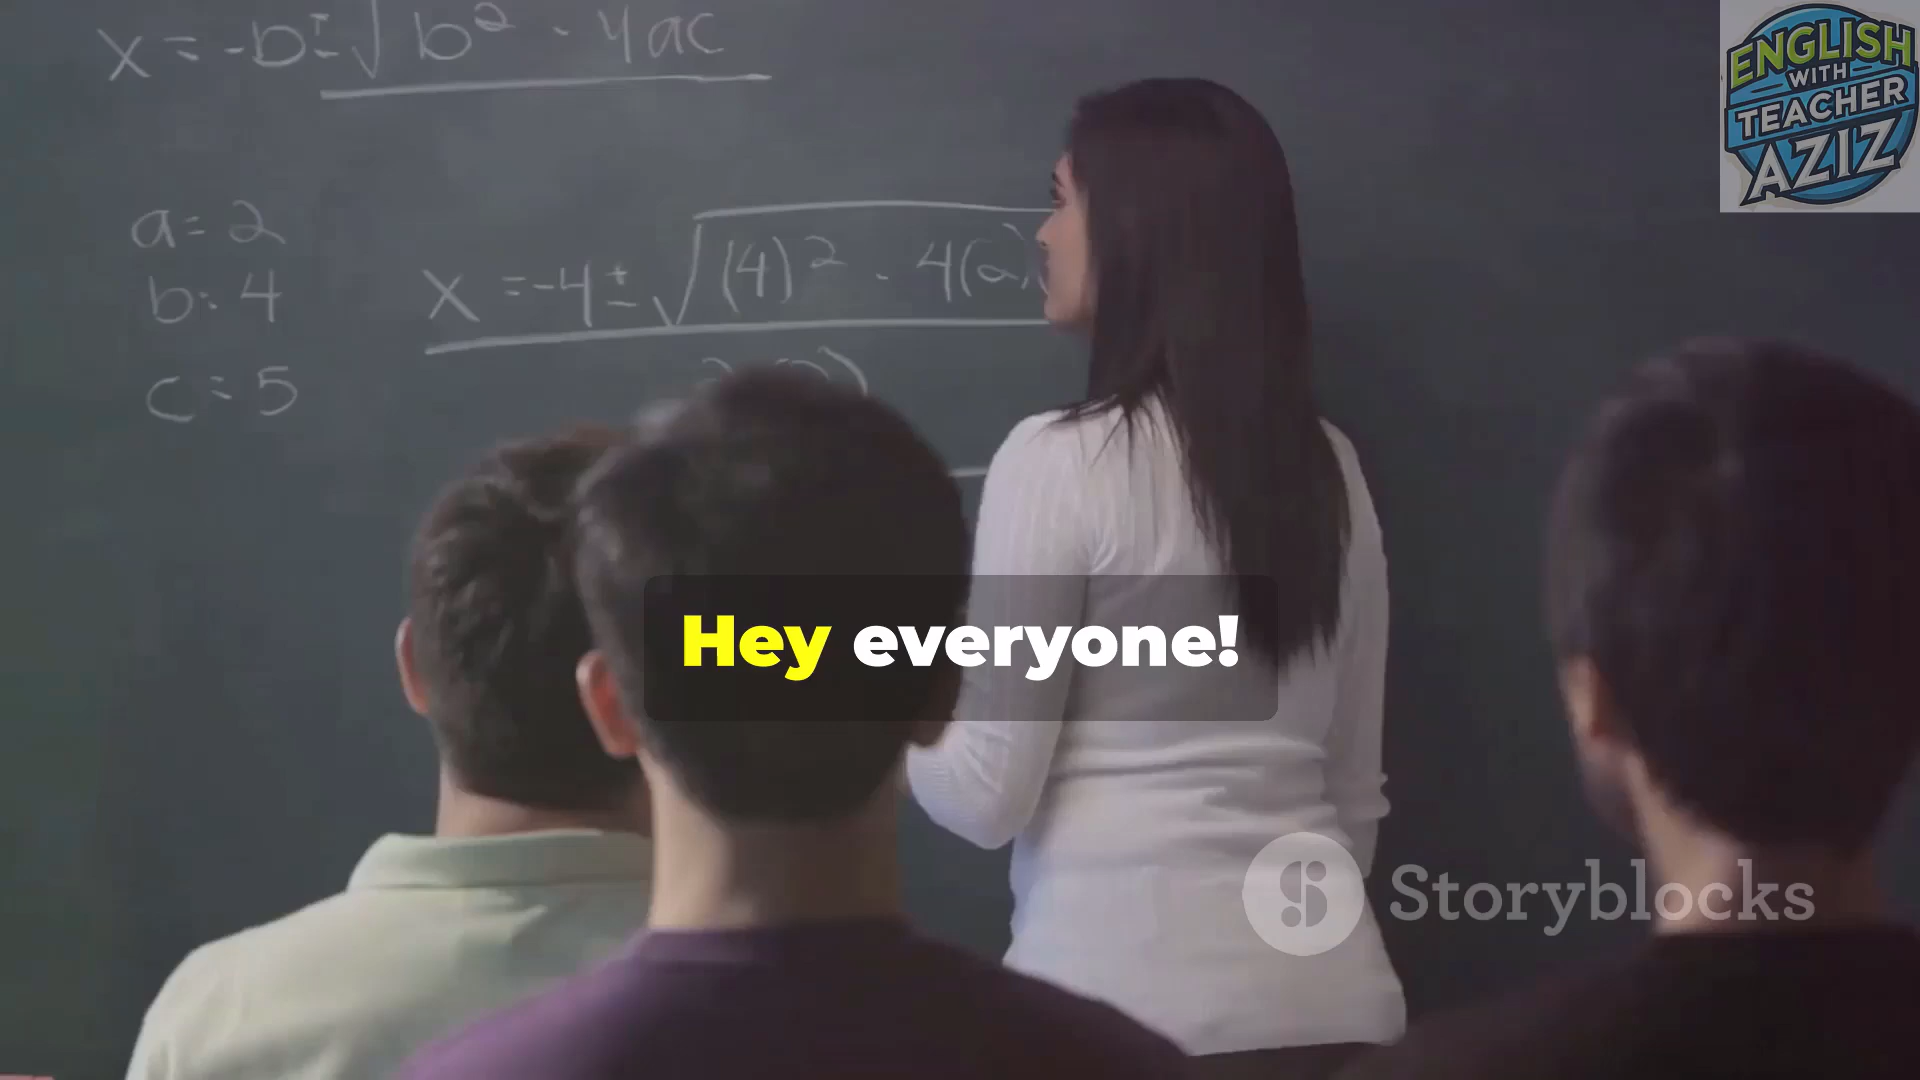 x = -b ± √b² - 4ac
a = 2
b: 4
c = 5
x = -4 ± √(4)² - 4(2)
ENGLISH
WITH
TEACHER
AZIZ
Hey everyone!
Storyblocks